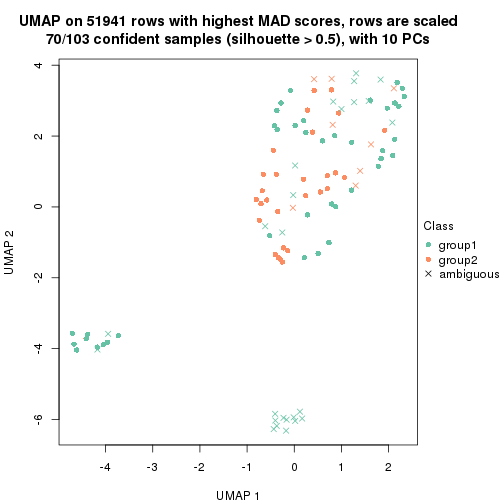 UMAP on 51941 rows with highest MAD scores, rows are scaled
70/103 confident samples (silhouette > 0.5), with 10 PCs
4
2
0
-2
-4
-6
UMAP 2
-4
-3
-2
-1
0
1
2
UMAP 1
Class
group1
group2
ambiguous